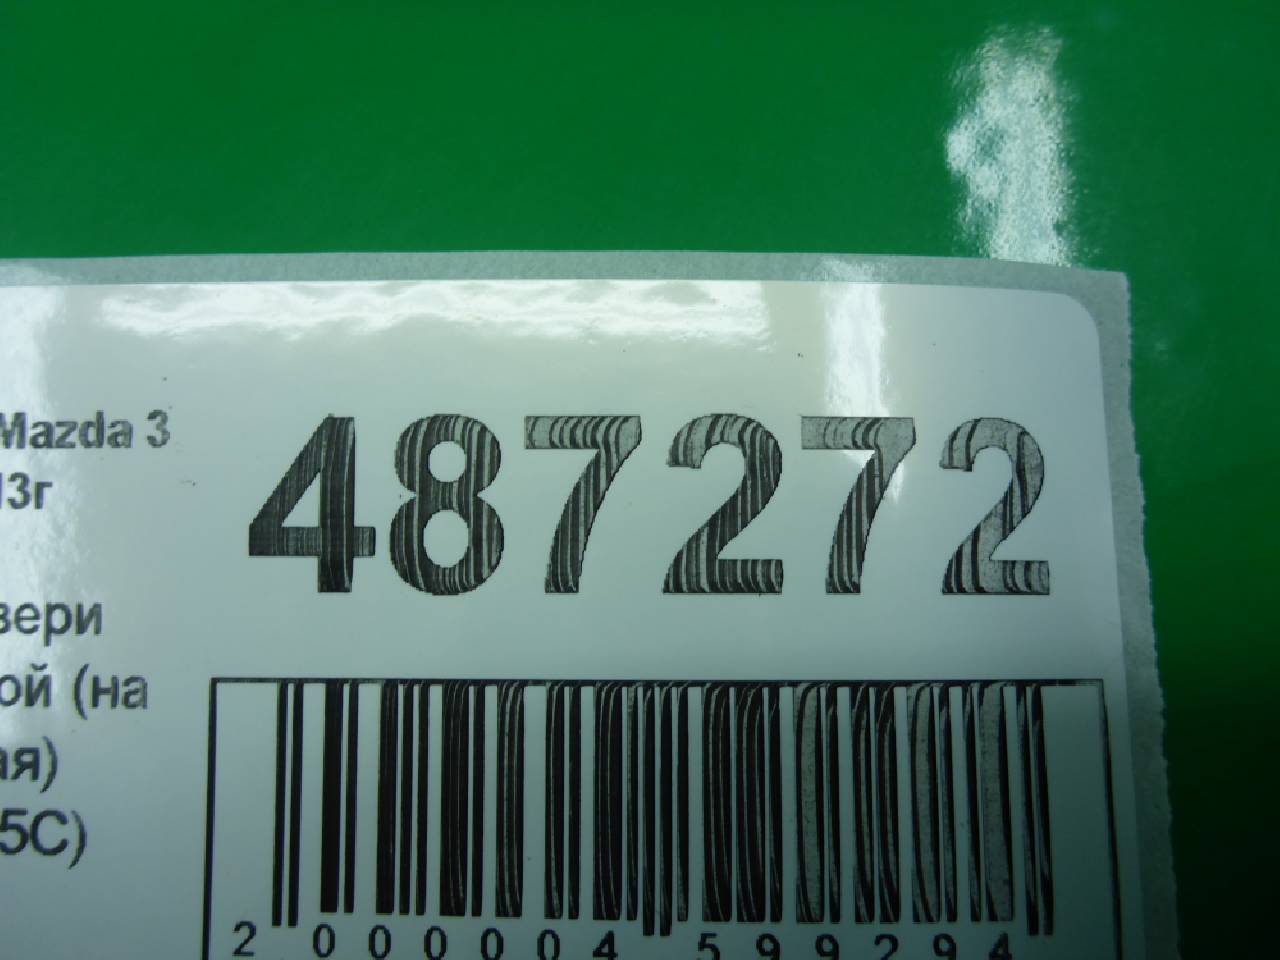 Mazda 3
13г
487272
вери
ой (на
ая)
5C)
2 000004 599294